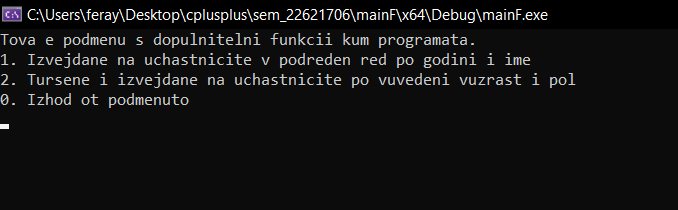 C:\Users\feray\Desktop\cplusplus\sem_22621706\mainF\x64\Debug\mainF.exe
Tova e podmenu s dopulnitelni funkcii kum programata.
1. Izvejdane na uchastnicite v podreden red po godini i ime
2. Tursene i izvejdane na uchastnicite po vuvedeni vuzrast i pol
0. Izhod ot podmenuto